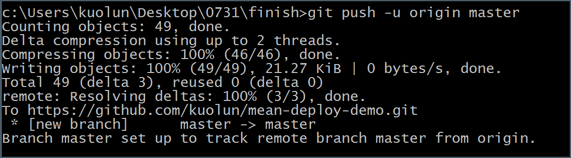 c:\Users\kuolun\Desktop\0731\finish>git push -u origin master
Counting objects: 49, done.
Delta compression using up to 2 threads.
Compressing objects: 100% (46/46), done.
Writing objects: 100% (49/49), 21.27 KiB | 0 bytes/s, done.
Total 49 (delta 3), reused 0 (delta 0)
remote: Resolving deltas: 100% (3/3), done.
To https://github.com/kuolun/mean-deploy-demo.git
 * [new branch]      master -> master
Branch master set up to track remote branch master from origin.